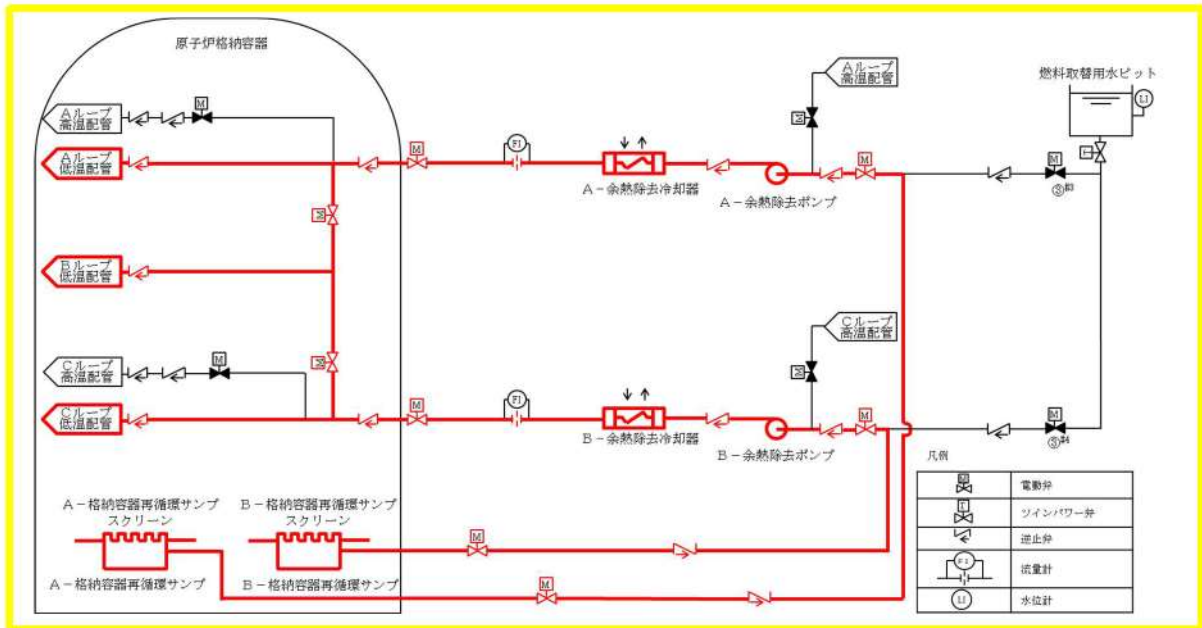 原子炉格納容器
Aループ
高温配管
M
Aループ
低温配管
M
Bループ
低温配管
M
Cループ
高温配管
M
Cループ
低温配管
M
FI
A-余熱除去冷却器
A-余熱除去ポンプ
Aループ
高温配管
M
M
M
FI
B-余熱除去冷却器
B-余熱除去ポンプ
Cループ
高温配管
M
M
燃料取替用水ピット
LI
T
M
M
A-格納容器再循環サンプ
スクリーン
A-格納容器再循環サンプ
B-格納容器再循環サンプ
スクリーン
B-格納容器再循環サンプ
M
M
凡例
M
電動弁
T
ツインパワー弁
逆止弁
FI
流量計
LI
水位計